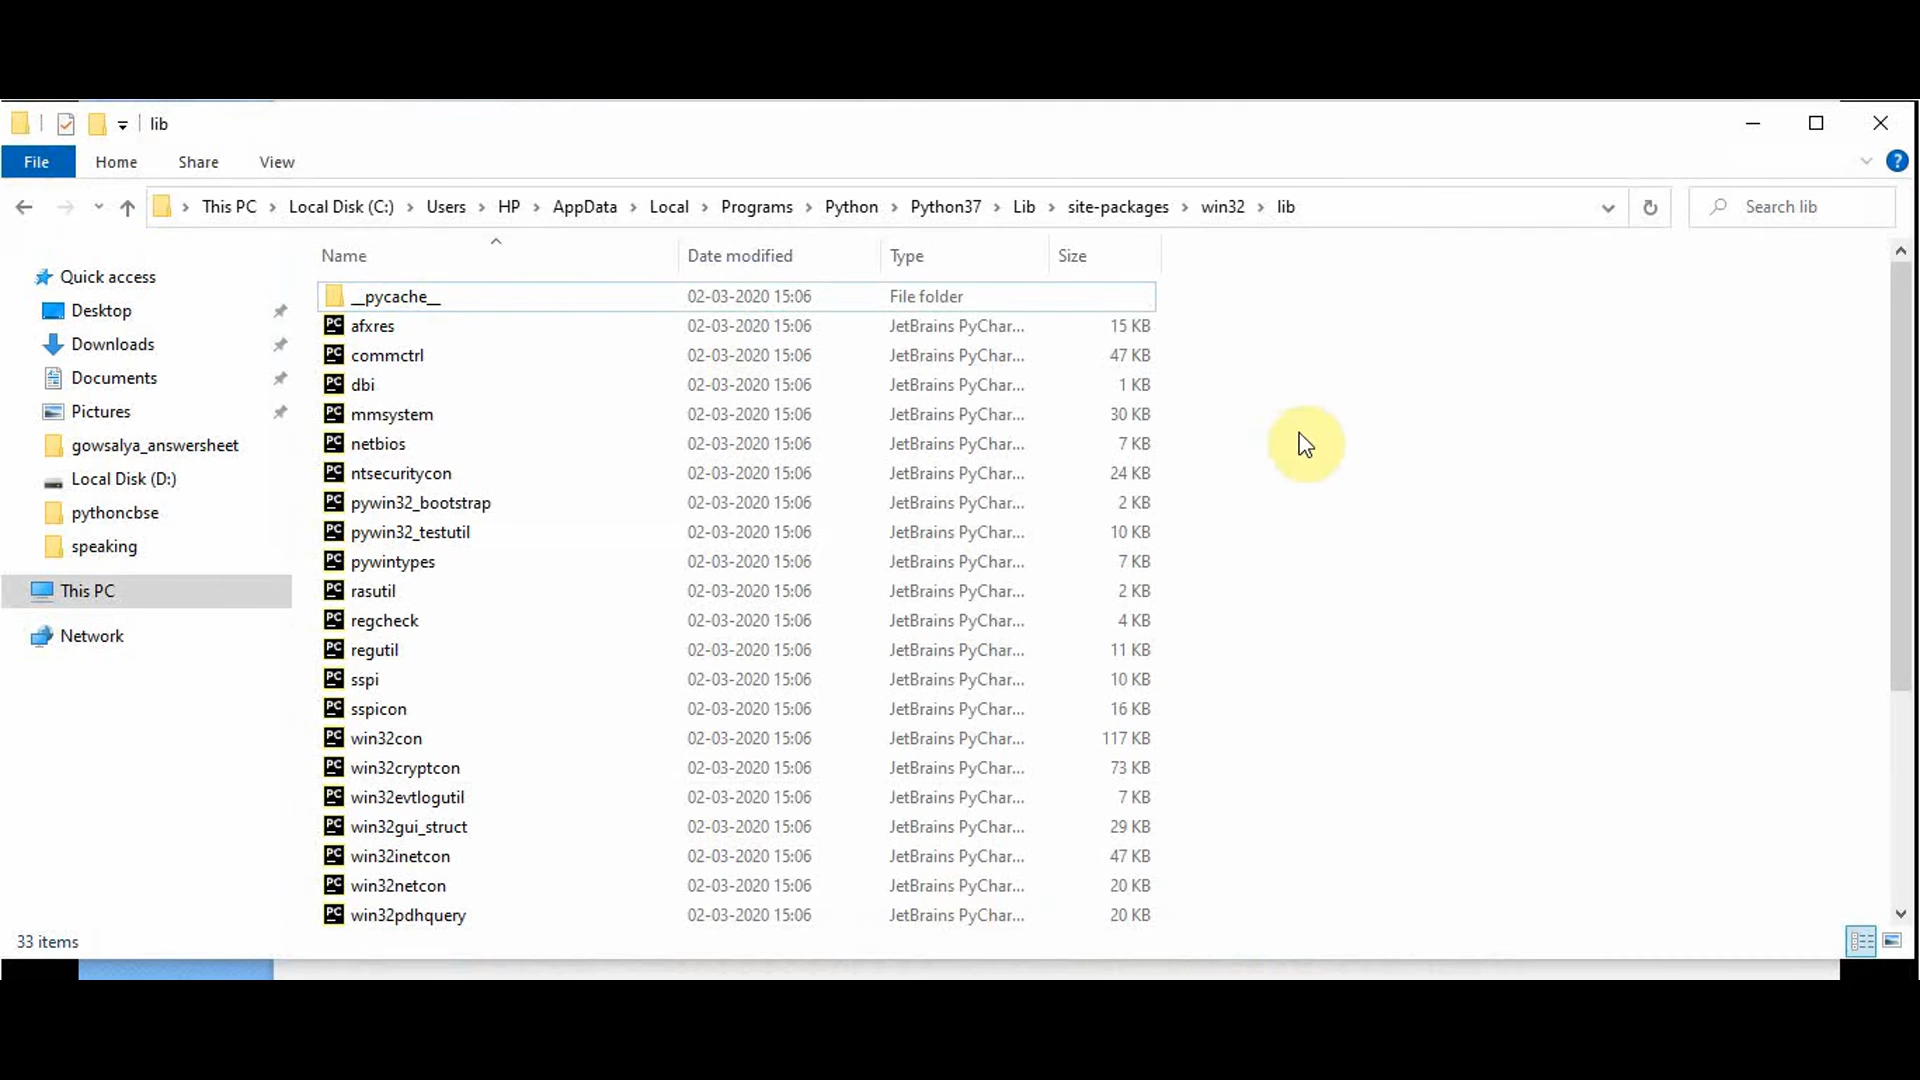 lib
File Home Share View
This PC Local Disk (C:) Users HP AppData Local Programs Python Python37 Lib site-packages win32 lib
Search lib
Name Date modified Type Size
Quick access
Desktop
Downloads
Documents
Pictures
gowsalya_answersheet
Local Disk (D:)
pythoncbse
speaking
This PC
Network
__pycache__ 02-03-2020 15:06 File folder
afxres 02-03-2020 15:06 JetBrains PyChar... 15 KB
commctrl 02-03-2020 15:06 JetBrains PyChar... 47 KB
dbi 02-03-2020 15:06 JetBrains PyChar... 1 KB
mmsystem 02-03-2020 15:06 JetBrains PyChar... 30 KB
netbios 02-03-2020 15:06 JetBrains PyChar... 7 KB
ntsecuritycon 02-03-2020 15:06 JetBrains PyChar... 24 KB
pywin32_bootstrap 02-03-2020 15:06 JetBrains PyChar... 2 KB
pywin32_testutil 02-03-2020 15:06 JetBrains PyChar... 10 KB
pywintypes 02-03-2020 15:06 JetBrains PyChar... 7 KB
rasutil 02-03-2020 15:06 JetBrains PyChar... 2 KB
regcheck 02-03-2020 15:06 JetBrains PyChar... 4 KB
regutil 02-03-2020 15:06 JetBrains PyChar... 11 KB
sspi 02-03-2020 15:06 JetBrains PyChar... 10 KB
sspicon 02-03-2020 15:06 JetBrains PyChar... 16 KB
win32con 02-03-2020 15:06 JetBrains PyChar... 117 KB
win32cryptcon 02-03-2020 15:06 JetBrains PyChar... 73 KB
win32evtlogutil 02-03-2020 15:06 JetBrains PyChar... 7 KB
win32gui_struct 02-03-2020 15:06 JetBrains PyChar... 29 KB
win32inetcon 02-03-2020 15:06 JetBrains PyChar... 47 KB
win32netcon 02-03-2020 15:06 JetBrains PyChar... 20 KB
win32pdhquery 02-03-2020 15:06 JetBrains PyChar... 20 KB
33 items